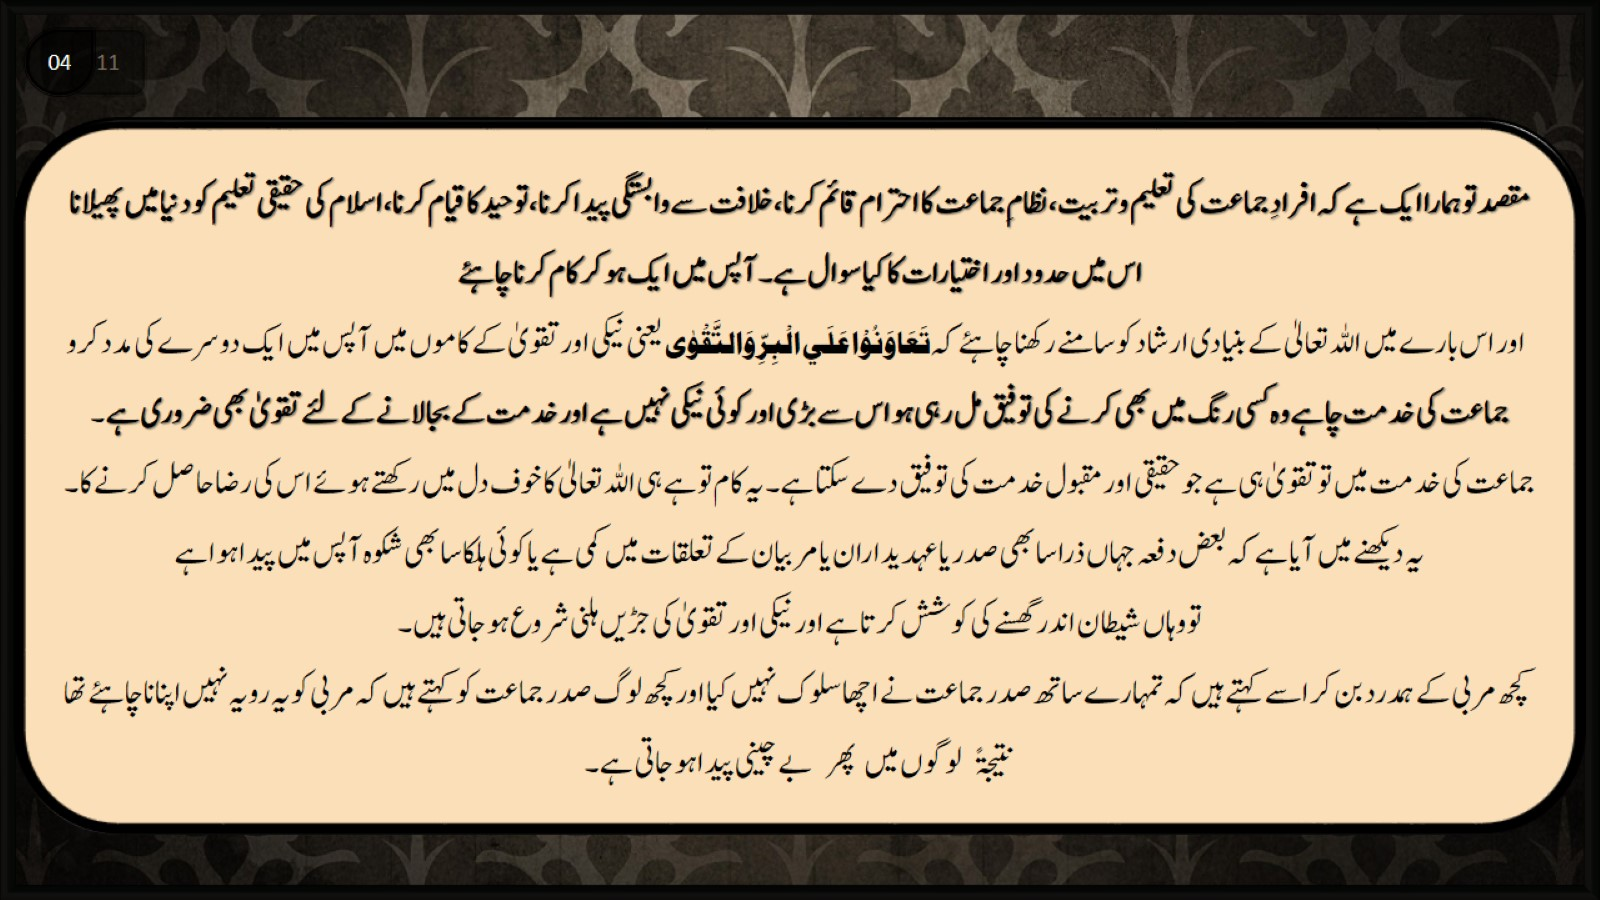 04 11
مقصد تو ہمارا ایک ہے کہ افرادِ جماعت کی تعلیم و تربیت، نظامِ جماعت کا احترام قائم کرنا، خلافت سے وابستگی پیدا کرنا، توحید کا قیام کرنا، اسلام کی حقیقی تعلیم کو دنیا میں پھیلانا
اس میں حدود اور اختیارات کا کیا سوال ہے۔ آپس میں ایک ہو کر کام کرنا چاہئے
اور اس بارے میں اللہ تعالیٰ کے بنیادی ارشاد کو سامنے رکھنا چاہئے کہ تَعَاوَنُوْا عَلَي الْبِرِّ وَالتَّقْوٰى یعنی نیکی اور تقویٰ کے کاموں میں آپس میں ایک دوسرے کی مدد کرو
جماعت کی خدمت چاہے وہ کسی رنگ میں بھی کرنے کی توفیق مل رہی ہو اس سے بڑی اور کوئی نیکی نہیں ہے اور خدمت کے بجالانے کے لئے تقویٰ بھی ضروری ہے۔
جماعت کی خدمت میں تو تقویٰ ہی ہے جو حقیقی اور مقبول خدمت کی توفیق دے سکتا ہے۔ یہ کام تو ہے ہی اللہ تعالیٰ کا خوف دل میں رکھتے ہوئے اس کی رضا حاصل کرنے کا۔
یہ دیکھنے میں آیا ہے کہ بعض دفعہ جہاں ذرا سا بھی صدر یا عہدیداران یا مربیان کے تعلقات میں کمی ہے یا کوئی ہلکا سا بھی شکوہ آپس میں پیدا ہوا ہے
تو وہاں شیطان اندر گھسنے کی کوشش کرتا ہے اور نیکی اور تقویٰ کی جڑیں ہلنی شروع ہو جاتی ہیں۔
کچھ مربی کے ہمدرد بن کر اسے کہتے ہیں کہ تمہارے ساتھ صدر جماعت نے اچھا سلوک نہیں کیا اور کچھ لوگ صدر جماعت کو کہتے ہیں کہ مربی کو یہ رویہ نہیں اپنانا چاہئے تھا
نتیجۃً لوگوں میں پھر بے چینی پیدا ہو جاتی ہے۔